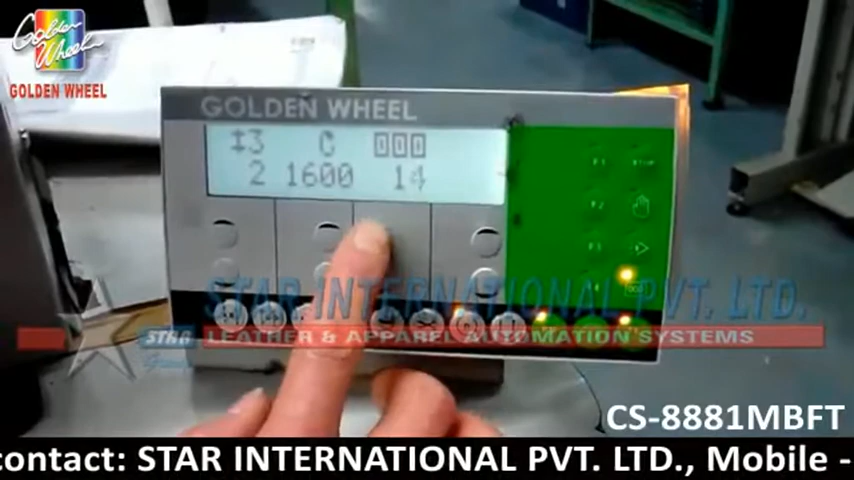 Golden Wheel
GOLDEN WHEEL
GOLDEN WHEEL
3 C 000
2 1600 14
STAR INTERNATIONAL PVT. LTD.
STAR
LEATHER & APPAREL AUTOMATION SYSTEMS
CS-8881MBFT
contact: STAR INTERNATIONAL PVT. LTD., Mobile -